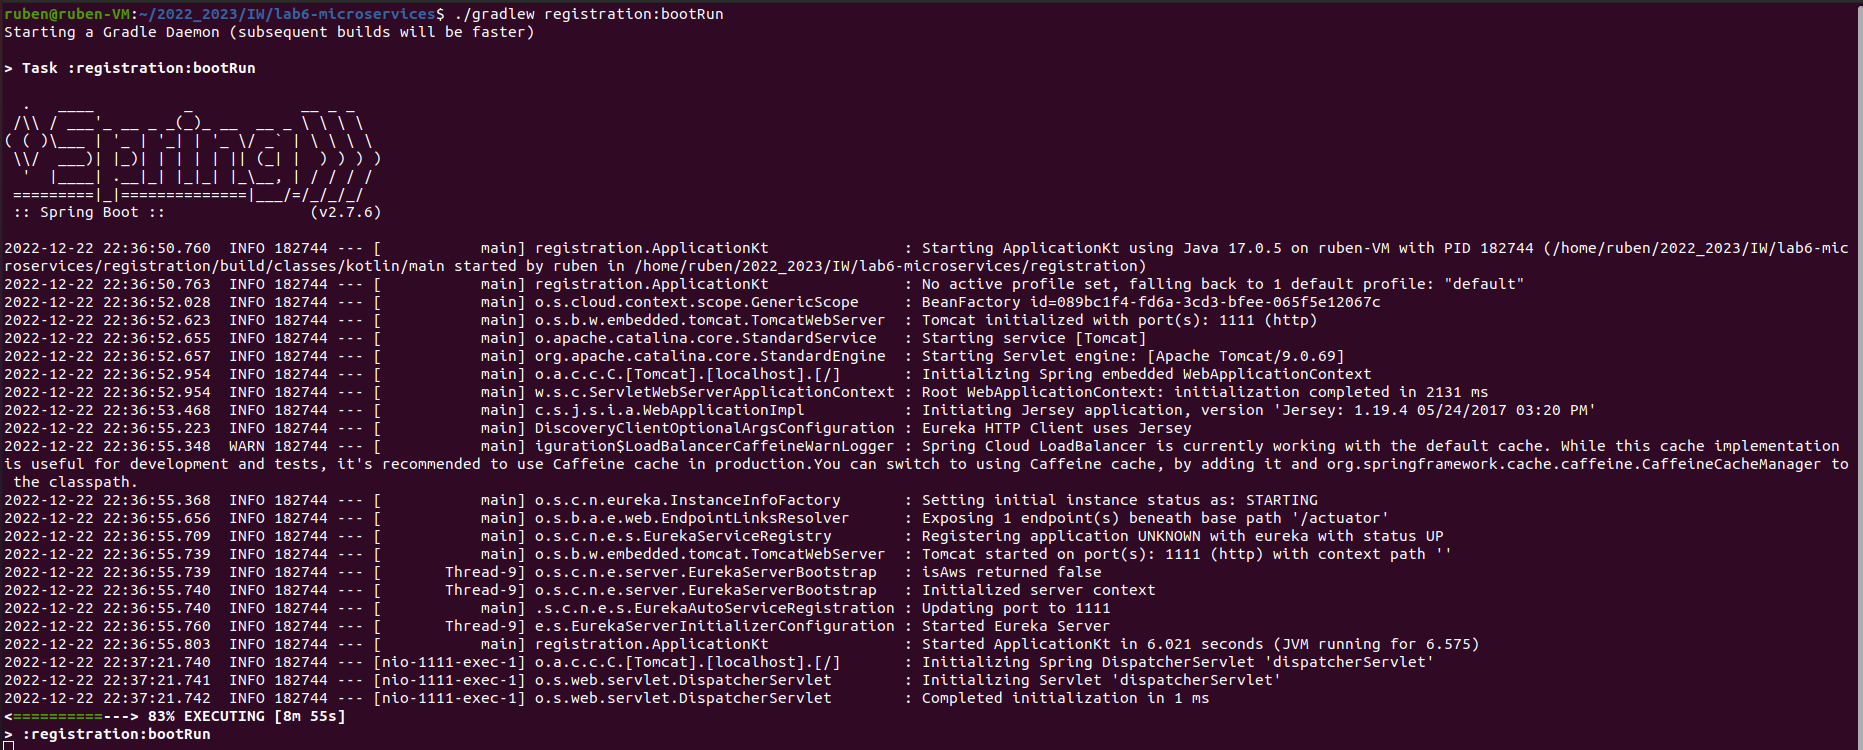 ruben@ruben-VM:~/2022_2023/IW/lab6-microservices$ ./gradlew registration:bootRun
Starting a Gradle Daemon (subsequent builds will be faster)

> Task :registration:bootRun

  .   ____          _            __ _ _
 /\\ / ___'_ __ _ _(_)_ __  __ _ \ \ \ \
( ( )\___ | '_ | '_| | '_ \/ _` | \ \ \ \
 \\/  ___)| |_)| | | | | || (_| |  ) ) ) )
  '  |____| .__|_| |_|_| |_\__, | / / / /
 =========|_|==============|___/=/_/_/_/
 :: Spring Boot ::                (v2.7.6)

2022-12-22 22:36:50.760  INFO 182744 --- [           main] registration.ApplicationKt               : Starting ApplicationKt using Java 17.0.5 on ruben-VM with PID 182744 (/home/ruben/2022_2023/IW/lab6-mic
roservices/registration/build/classes/kotlin/main started by ruben in /home/ruben/2022_2023/IW/lab6-microservices/registration)
2022-12-22 22:36:50.763  INFO 182744 --- [           main] registration.ApplicationKt               : No active profile set, falling back to 1 default profile: "default"
2022-12-22 22:36:52.028  INFO 182744 --- [           main] o.s.cloud.context.scope.GenericScope     : BeanFactory id=089bc1f4-fd6a-3cd3-bfee-065f5e12067c
2022-12-22 22:36:52.623  INFO 182744 --- [           main] o.s.b.w.embedded.tomcat.TomcatWebServer  : Tomcat initialized with port(s): 1111 (http)
2022-12-22 22:36:52.655  INFO 182744 --- [           main] o.apache.catalina.core.StandardService   : Starting service [Tomcat]
2022-12-22 22:36:52.657  INFO 182744 --- [           main] org.apache.catalina.core.StandardEngine  : Starting Servlet engine: [Apache Tomcat/9.0.69]
2022-12-22 22:36:52.954  INFO 182744 --- [           main] o.a.c.c.C.[Tomcat].[localhost].[/]       : Initializing Spring embedded WebApplicationContext
2022-12-22 22:36:52.954  INFO 182744 --- [           main] w.s.c.ServletWebServerApplicationContext : Root WebApplicationContext: initialization completed in 2131 ms
2022-12-22 22:36:53.468  INFO 182744 --- [           main] c.s.j.s.i.a.WebApplicationImpl           : Initiating Jersey application, version 'Jersey: 1.19.4 05/24/2017 03:20 PM'
2022-12-22 22:36:55.223  INFO 182744 --- [           main] DiscoveryClientOptionalArgsConfiguration : Eureka HTTP Client uses Jersey
2022-12-22 22:36:55.348  WARN 182744 --- [           main] iguration$LoadBalancerCaffeineWarnLogger : Spring Cloud LoadBalancer is currently working with the default cache. While this cache implementation
is useful for development and tests, it's recommended to use Caffeine cache in production.You can switch to using Caffeine cache, by adding it and org.springframework.cache.caffeine.CaffeineCacheManager to
 the classpath.
2022-12-22 22:36:55.368  INFO 182744 --- [           main] o.s.c.n.eureka.InstanceInfoFactory       : Setting initial instance status as: STARTING
2022-12-22 22:36:55.656  INFO 182744 --- [           main] o.s.b.a.e.web.EndpointLinksResolver      : Exposing 1 endpoint(s) beneath base path '/actuator'
2022-12-22 22:36:55.709  INFO 182744 --- [           main] o.s.c.n.e.s.EurekaServiceRegistry        : Registering application UNKNOWN with eureka with status UP
2022-12-22 22:36:55.739  INFO 182744 --- [           main] o.s.b.w.embedded.tomcat.TomcatWebServer  : Tomcat started on port(s): 1111 (http) with context path ''
2022-12-22 22:36:55.739  INFO 182744 --- [       Thread-9] o.s.c.n.e.server.EurekaServerBootstrap   : isAws returned false
2022-12-22 22:36:55.740  INFO 182744 --- [       Thread-9] o.s.c.n.e.server.EurekaServerBootstrap   : Initialized server context
2022-12-22 22:36:55.740  INFO 182744 --- [           main] .s.c.n.e.s.EurekaAutoServiceRegistration : Updating port to 1111
2022-12-22 22:36:55.760  INFO 182744 --- [       Thread-9] e.s.EurekaServerInitializerConfiguration : Started Eureka Server
2022-12-22 22:36:55.803  INFO 182744 --- [           main] registration.ApplicationKt               : Started ApplicationKt in 6.021 seconds (JVM running for 6.575)
2022-12-22 22:37:21.740  INFO 182744 --- [nio-1111-exec-1] o.a.c.c.C.[Tomcat].[localhost].[/]       : Initializing Spring DispatcherServlet 'dispatcherServlet'
2022-12-22 22:37:21.741  INFO 182744 --- [nio-1111-exec-1] o.s.web.servlet.DispatcherServlet        : Initializing Servlet 'dispatcherServlet'
2022-12-22 22:37:21.742  INFO 182744 --- [nio-1111-exec-1] o.s.web.servlet.DispatcherServlet        : Completed initialization in 1 ms
<==========---> 83% EXECUTING [8m 55s]
> :registration:bootRun